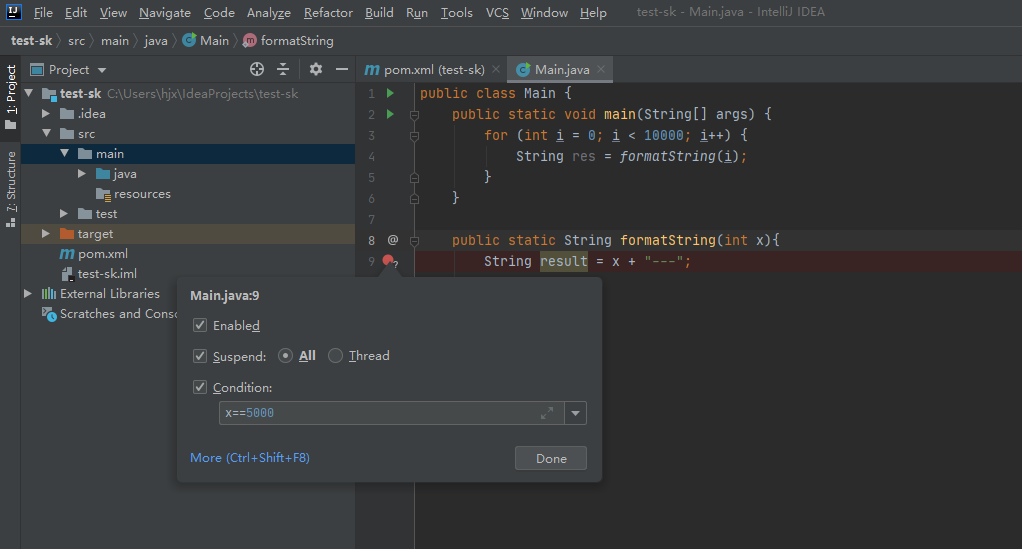 IJ File Edit View Navigate Code Analyze Refactor Build Run Tools VCS Window Help test-sk - Main.java - IntelliJ IDEA
test-sk src main java Main formatString
1: Project
7: Structure
Project
test-sk C:\Users\hjx\IdeaProjects\test-sk
.idea
src
main
java
resources
test
target
pom.xml
test-sk.iml
External Libraries
Scratches and Conso
pom.xml (test-sk) Main.java
1 public class Main {
2 public static void main(String[] args) {
3 for (int i = 0; i < 10000; i++) {
4 String res = formatString(i);
5 }
6 }
7
8 @ public static String formatString(int x){
9 String result = x + "---";
Main.java:9
Enabled
Suspend: All Thread
Condition:
x==5000
More (Ctrl+Shift+F8) Done